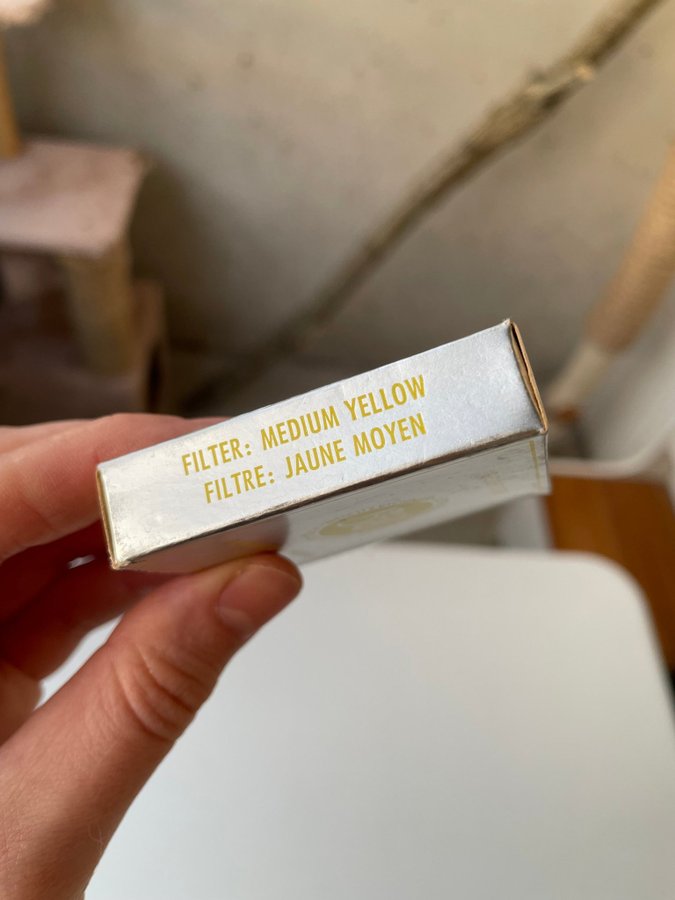 FILTER: MEDIUM YELLOW
FILTRE: JAUNE MOYEN